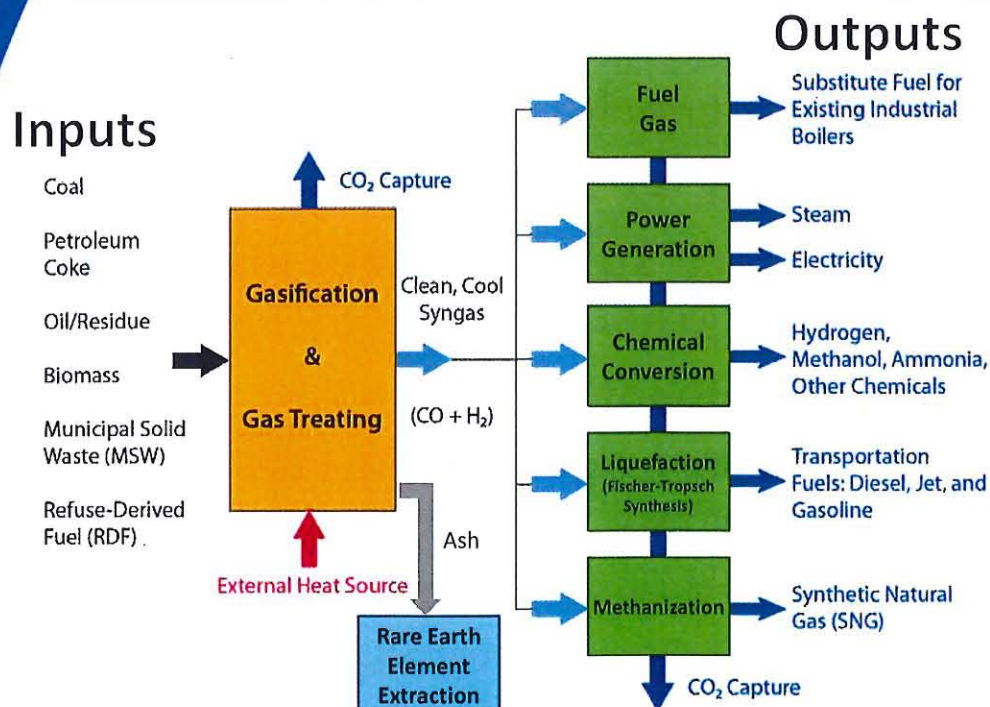 Outputs
Inputs
Coal
Petroleum
Coke
Oil/Residue
Biomass
Municipal Solid
Waste (MSW)
Refuse-Derived
Fuel (RDF)
CO₂ Capture
Gasification
&
Gas Treating
External Heat Source
Clean, Cool
Syngas
(CO + H₂)
Ash
Rare Earth
Element
Extraction
Fuel
Gas
Substitute Fuel for
Existing Industrial
Boilers
Power
Generation
Steam
Electricity
Chemical
Conversion
Hydrogen,
Methanol, Ammonia,
Other Chemicals
Liquefaction
(Fischer-Tropsch
Synthesis)
Transportation
Fuels: Diesel, Jet, and
Gasoline
Methanization
Synthetic Natural
Gas (SNG)
CO₂ Capture